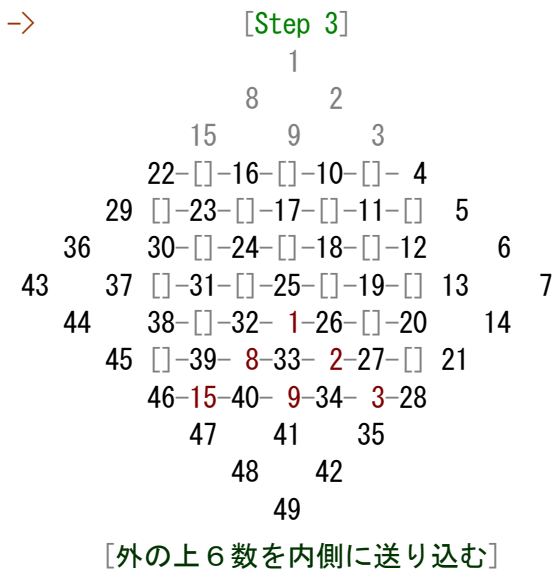 -> [Step 3]
1
8 2
15 9 3
22-[]-16-[]-10-[]- 4
29 []-23-[]-17-[]-11-[] 5
36 30-[]-24-[]-18-[]-12 6
43 37 []-31-[]-25-[]-19-[] 13 7
44 38-[]-32- 1-26-[]-20 14
45 []-39- 8-33- 2-27-[] 21
46-15-40- 9-34- 3-28
47 41 35
48 42
49
[外の上６数を内側に送り込む]